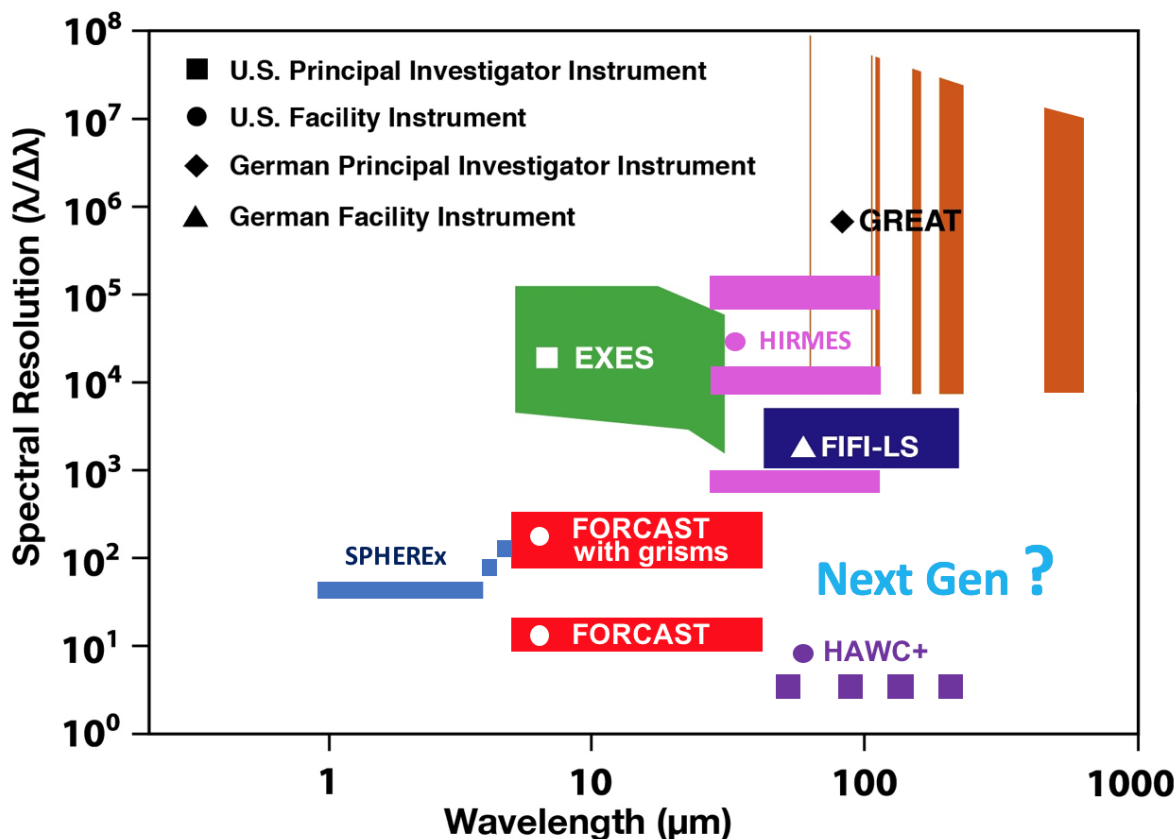 10⁸
10⁷
10⁶
10⁵
10⁴
10³
10²
10¹
10⁰
Spectral Resolution (λ/Δλ)
U.S. Principal Investigator Instrument
U.S. Facility Instrument
German Principal Investigator Instrument
German Facility Instrument
GREAT
EXES
HIRMES
FIFI-LS
FORCAST
with grisms
SPHEREx
Next Gen ?
FORCAST
HAWC+
1
10
100
1000
Wavelength (µm)